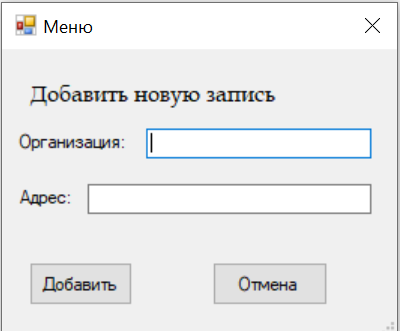 Меню
Добавить новую запись
Организация:
Адрес:
Добавить
Отмена